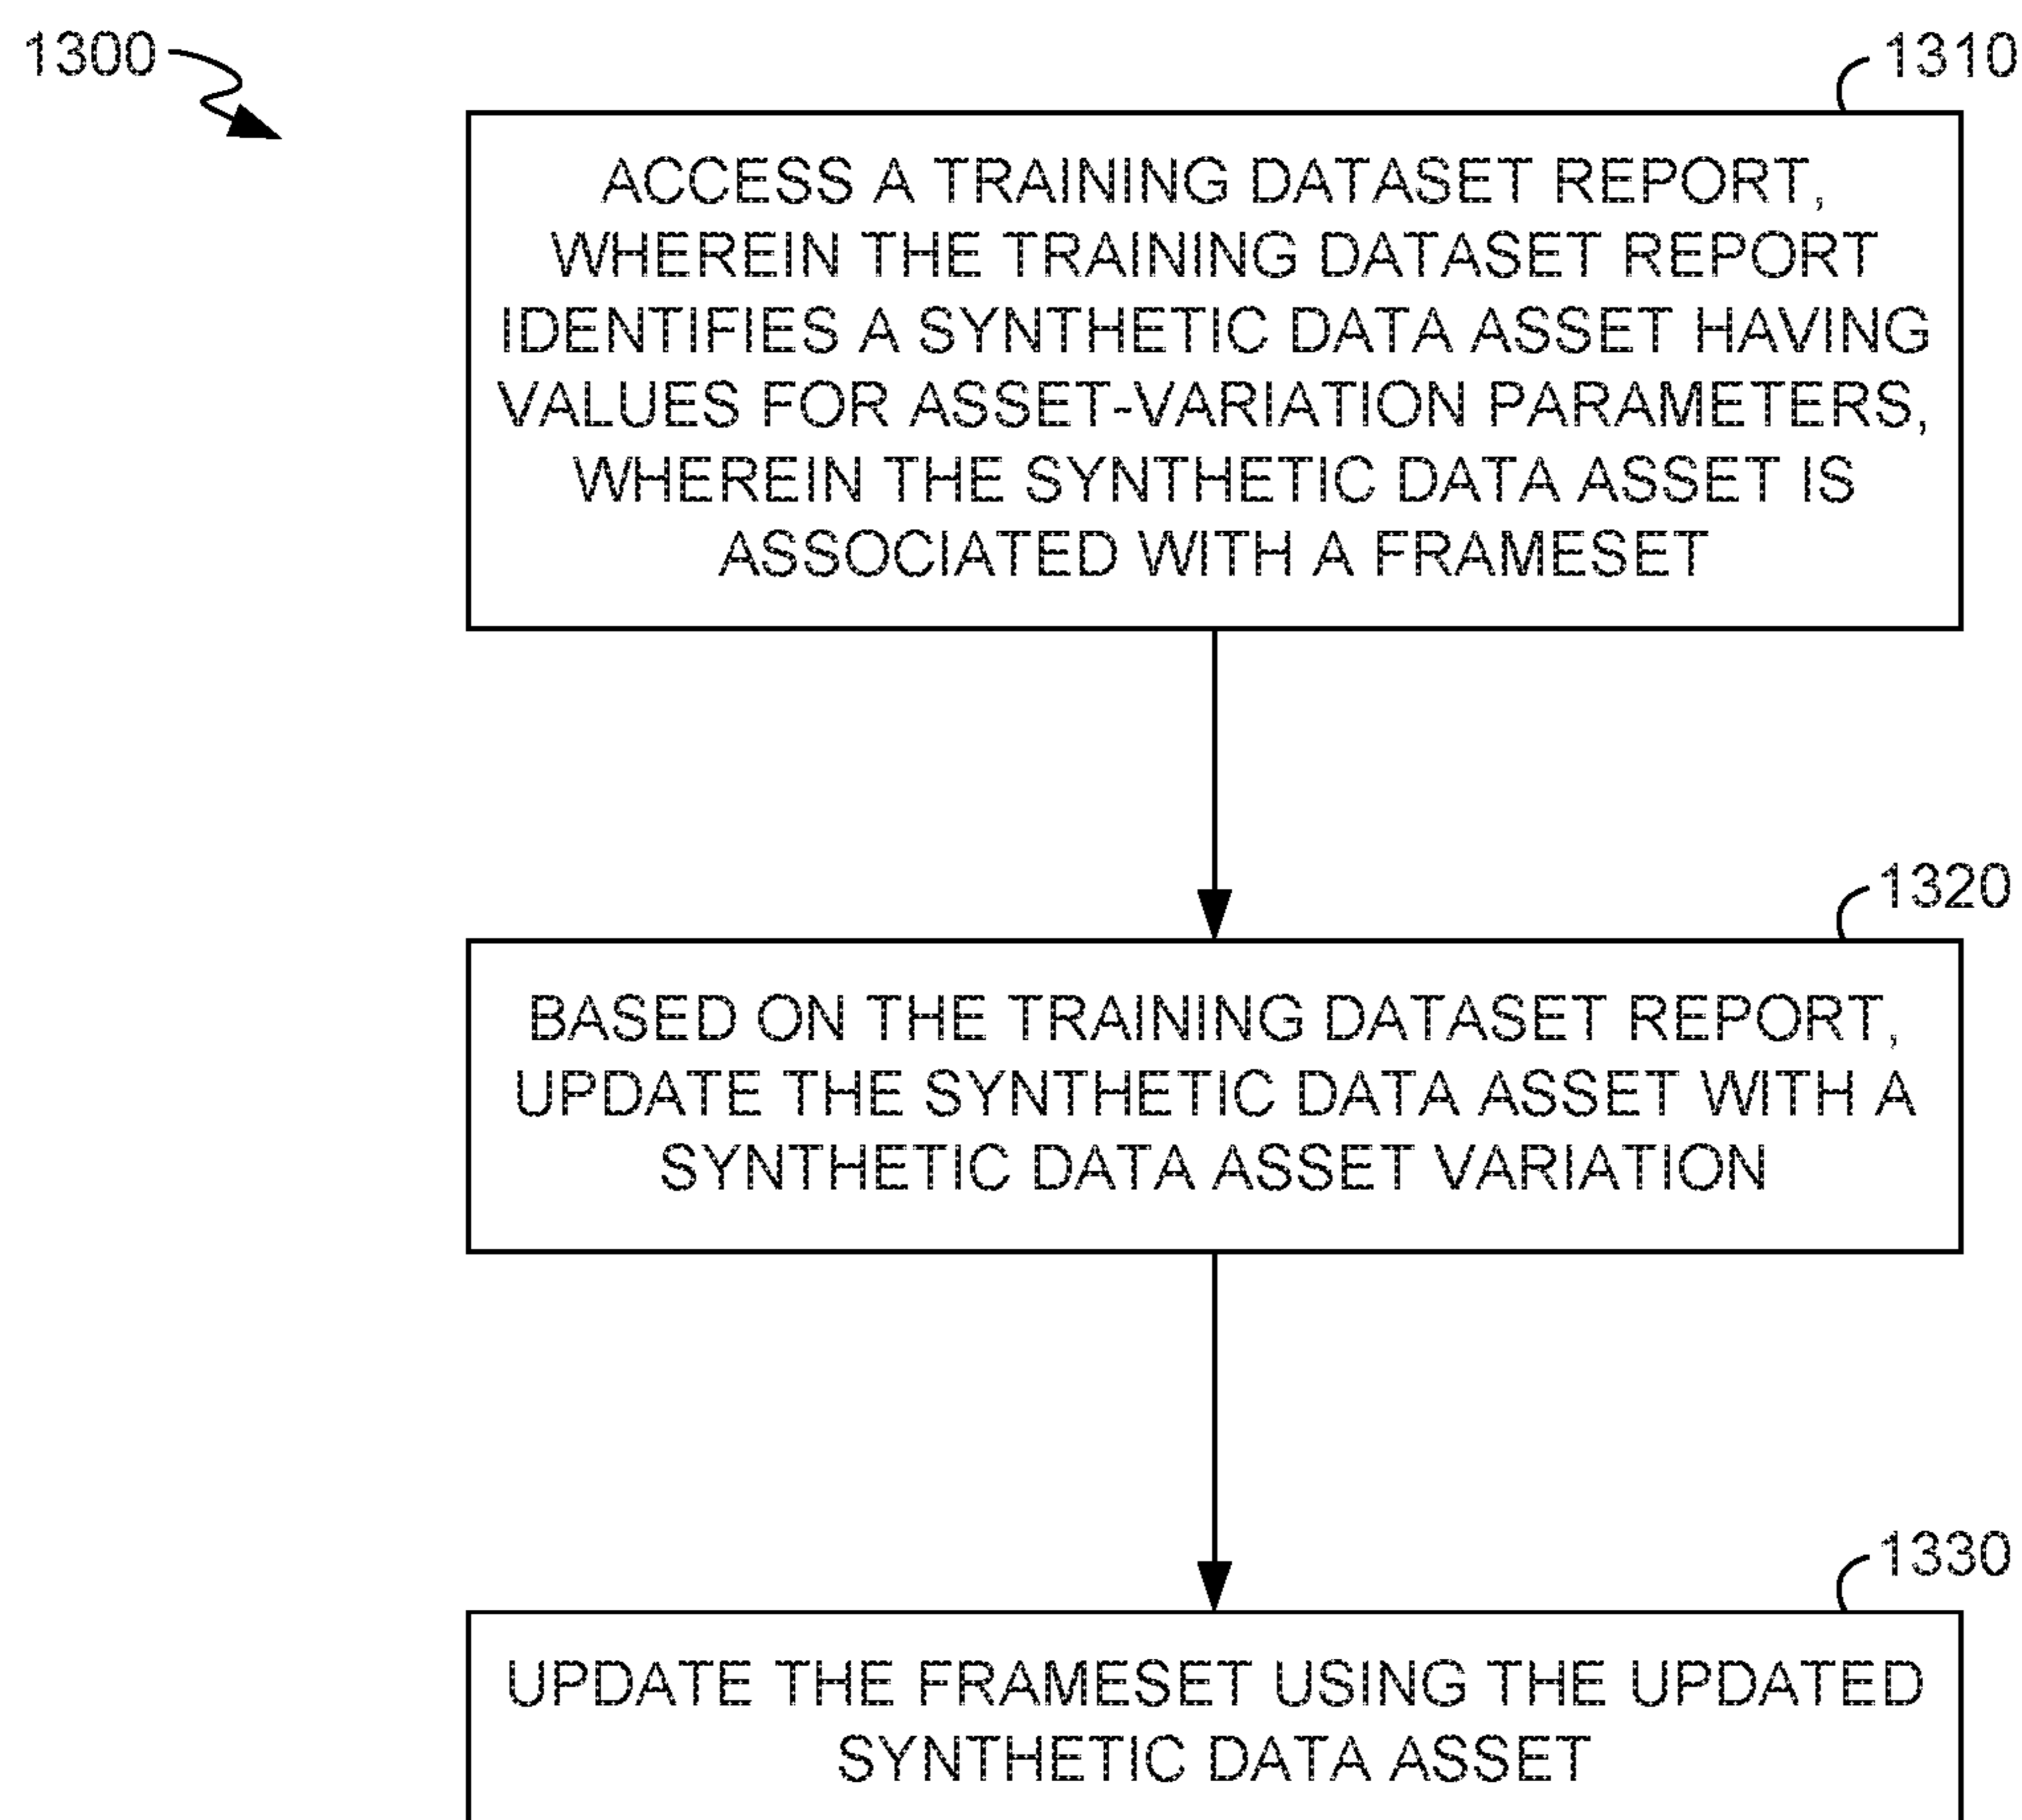 1300
1310
ACCESS A TRAINING DATASET REPORT,
WHEREIN THE TRAINING DATASET REPORT
IDENTIFIES A SYNTHETIC DATA ASSET HAVING
VALUES FOR ASSET-VARIATION PARAMETERS,
WHEREIN THE SYNTHETIC DATA ASSET IS
ASSOCIATED WITH A FRAMESET
1320
BASED ON THE TRAINING DATASET REPORT,
UPDATE THE SYNTHETIC DATA ASSET WITH A
SYNTHETIC DATA ASSET VARIATION
1330
UPDATE THE FRAMESET USING THE UPDATED
SYNTHETIC DATA ASSET